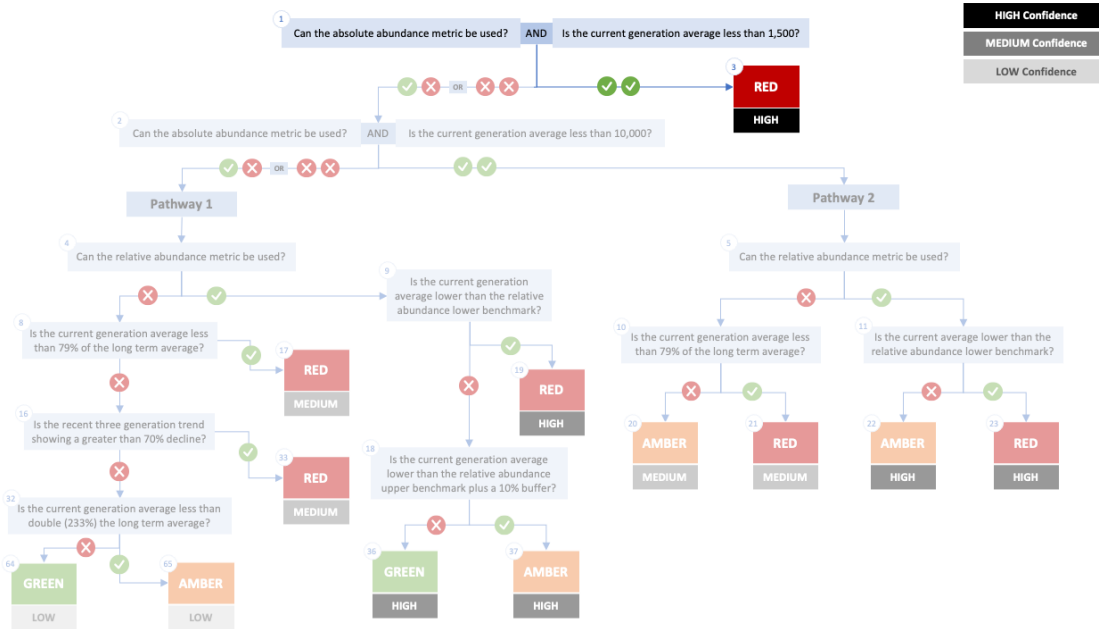 HIGH Confidence
MEDIUM Confidence
LOW Confidence
1
Can the absolute abundance metric be used?
AND
Is the current generation average less than 1,500?
3
RED
HIGH
OR
2
Can the absolute abundance metric be used?
AND
Is the current generation average less than 10,000?
OR
Pathway 1
Pathway 2
4
Can the relative abundance metric be used?
5
Can the relative abundance metric be used?
9
Is the current generation
average lower than the relative
abundance lower benchmark?
8
Is the current generation average less
than 79% of the long term average?
17
RED
MEDIUM
19
RED
HIGH
10
Is the current generation average less
than 79% of the long term average?
11
Is the current average lower than the
relative abundance lower benchmark?
16
Is the recent three generation trend
showing a greater than 70% decline?
33
RED
MEDIUM
18
Is the current generation average
lower than the relative abundance
upper benchmark plus a 10% buffer?
20
AMBER
MEDIUM
21
RED
MEDIUM
22
AMBER
HIGH
23
RED
HIGH
32
Is the current generation average less than
double (233%) the long term average?
64
GREEN
LOW
65
AMBER
LOW
36
GREEN
HIGH
37
AMBER
HIGH